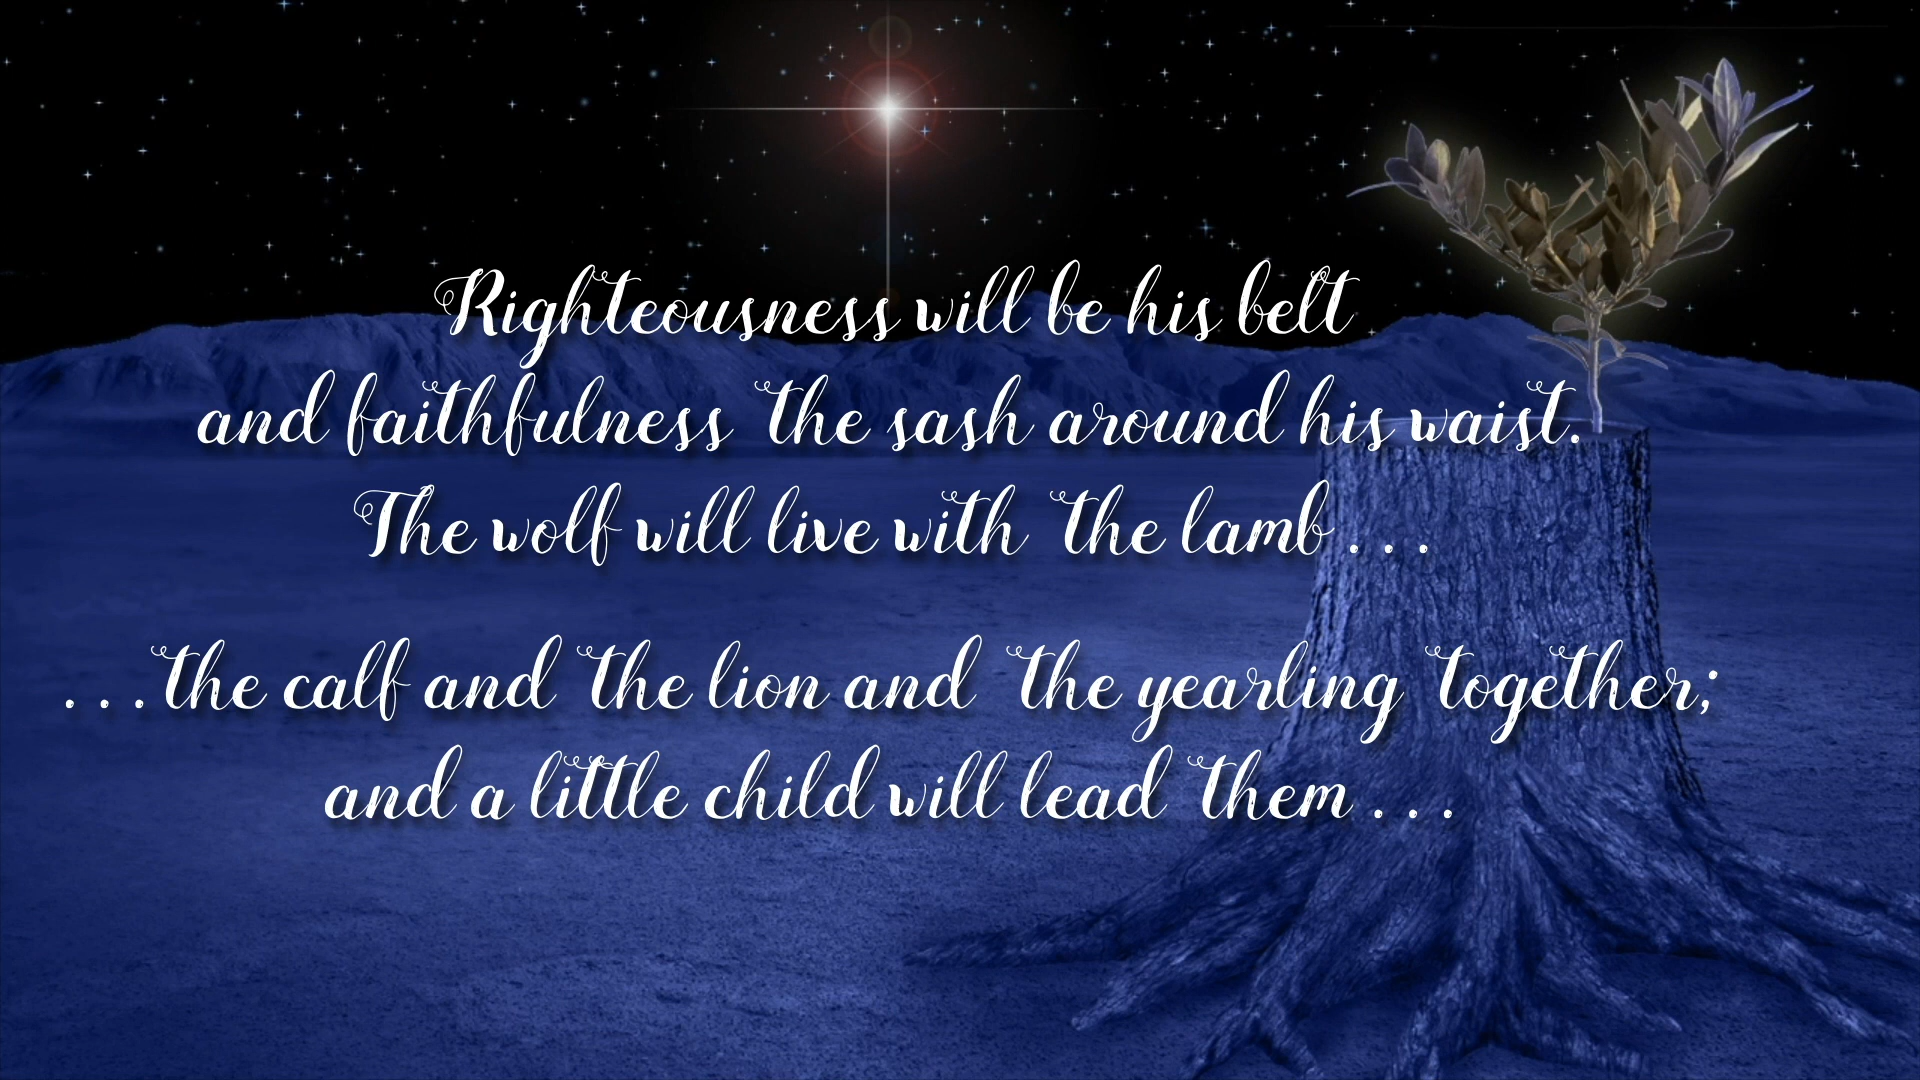 Righteousness will be his belt
and faithfulness the sash around his waist.
The wolf will live with the lamb . . .
. . .the calf and the lion and the yearling together;
and a little child will lead them . . .